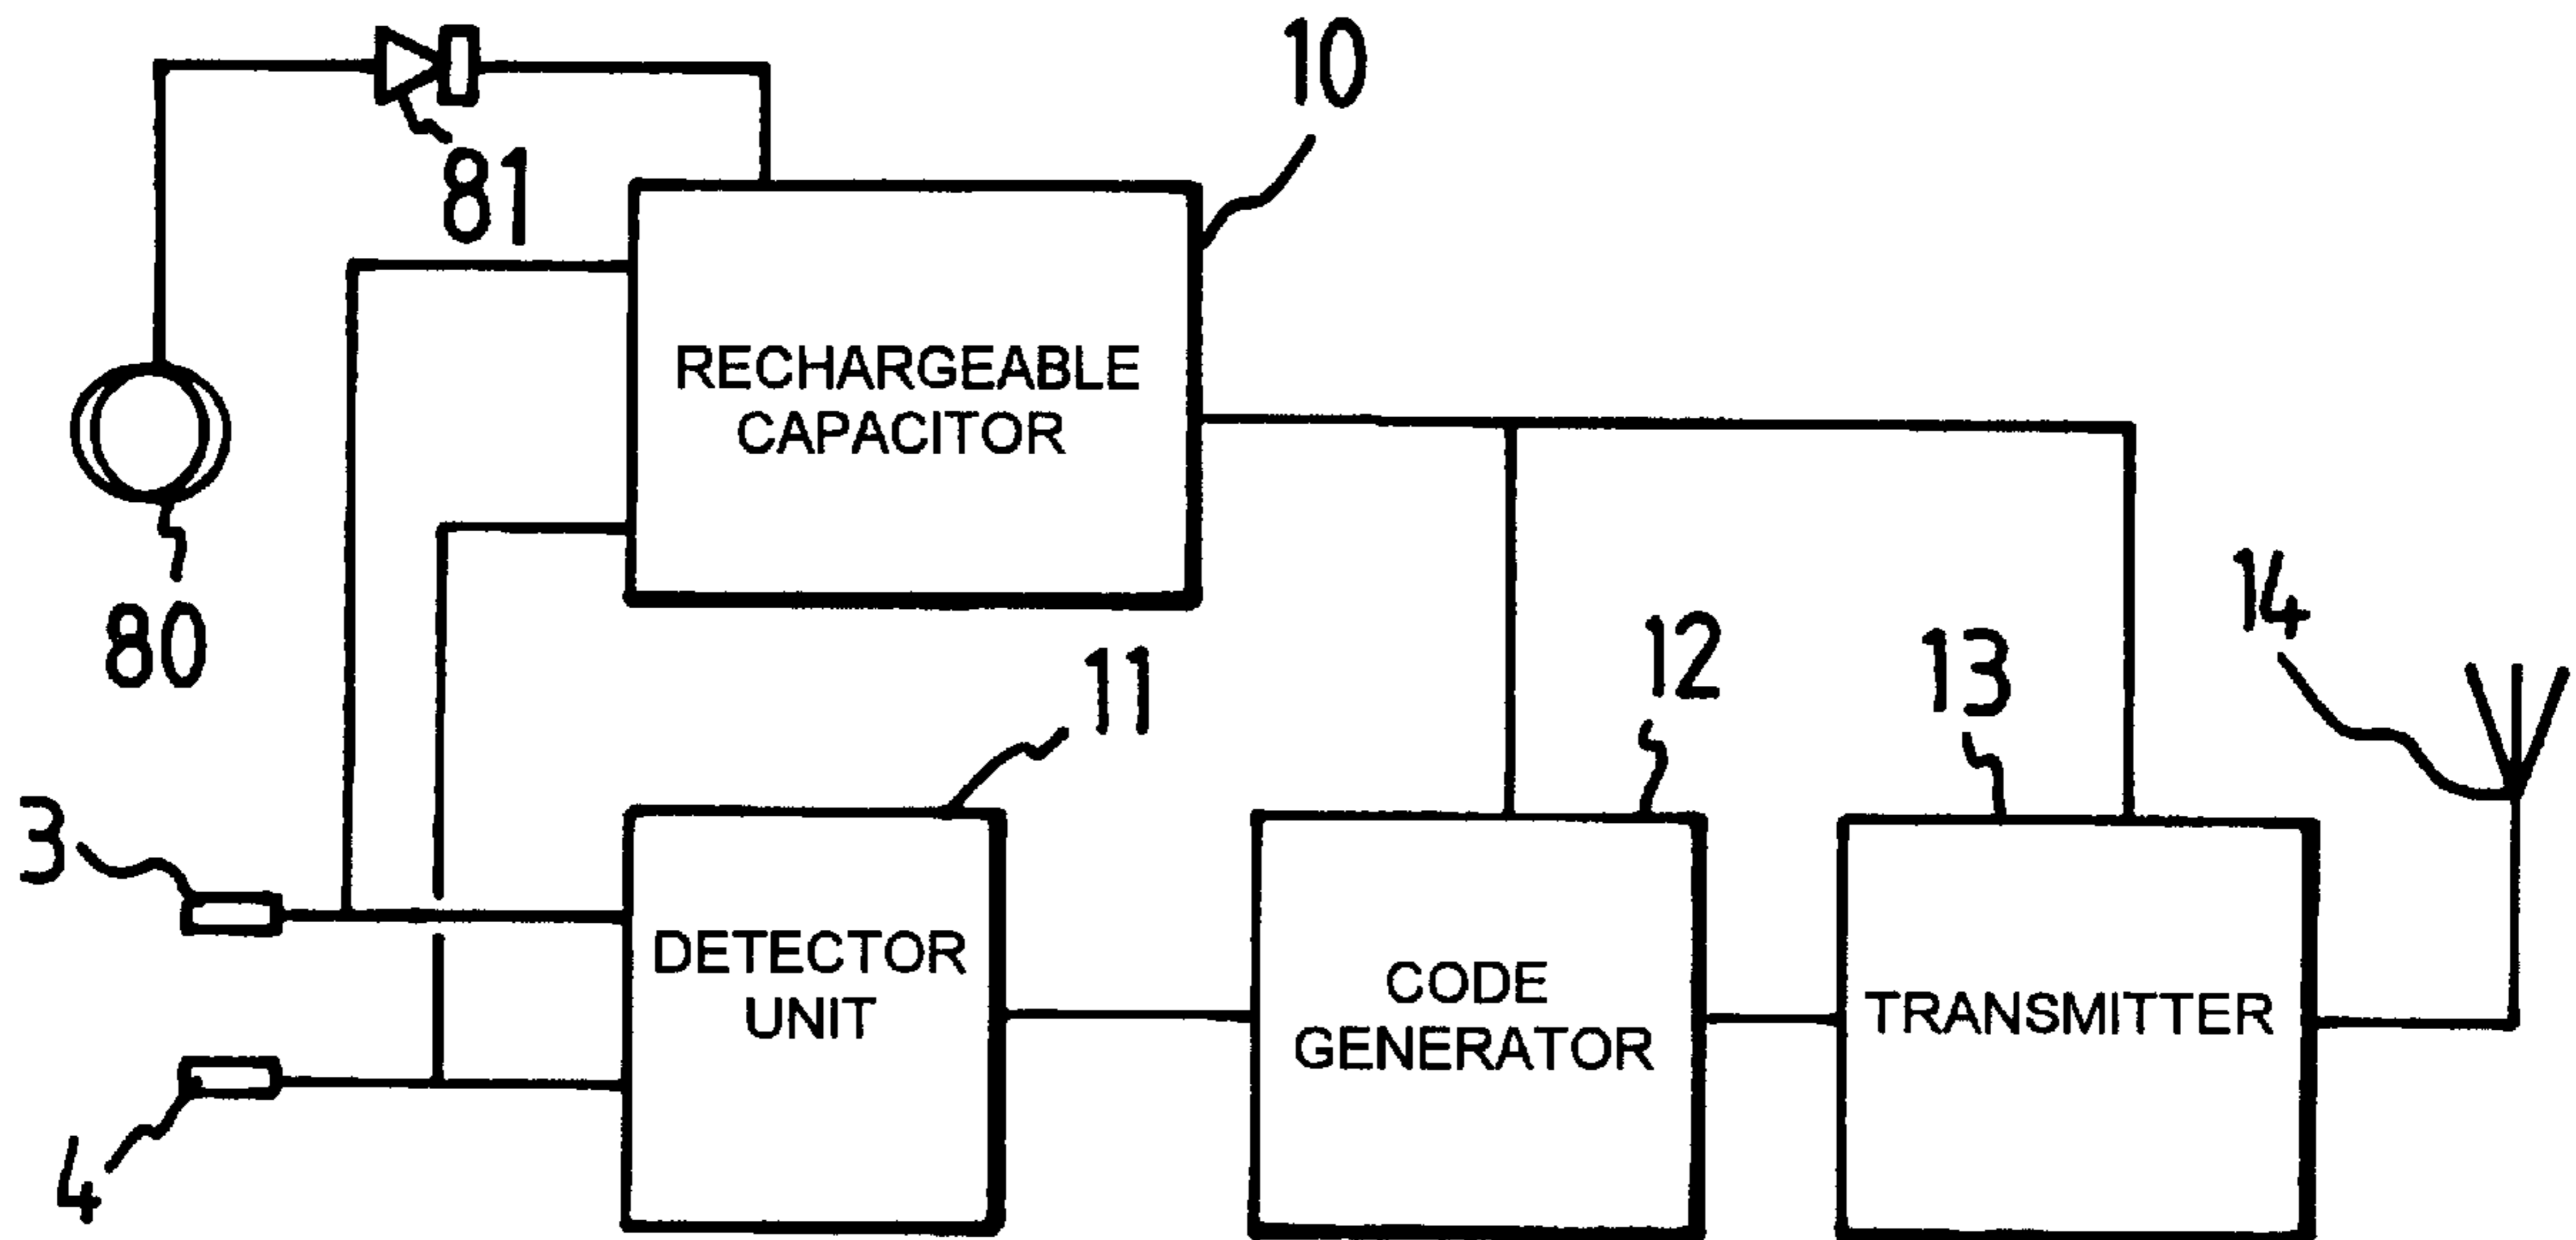 10
81
RECHARGEABLE
CAPACITOR
80
11
12
13
14
3
4
DETECTOR
UNIT
CODE
GENERATOR
TRANSMITTER